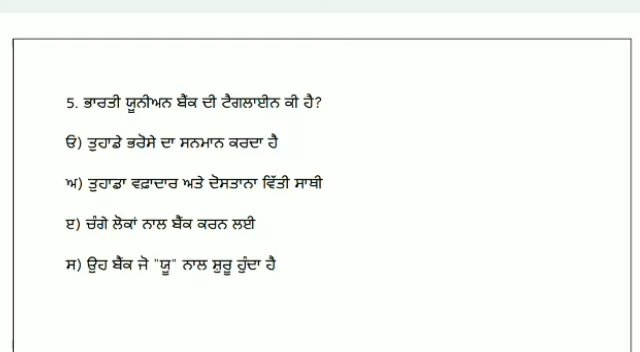 5. ਭਾਰਤੀ ਯੂਨੀਅਨ ਬੈਂਕ ਦੀ ਟੈਗਲਾਈਨ ਕੀ ਹੈ?
ੳ) ਤੁਹਾਡੇ ਭਰੋਸੇ ਦਾ ਸਨਮਾਨ ਕਰਦਾ ਹੈ
ਅ) ਤੁਹਾਡਾ ਵਫ਼ਾਦਾਰ ਅਤੇ ਦੋਸਤਾਨਾ ਵਿੱਤੀ ਸਾਥੀ
ੲ) ਚੰਗੇ ਲੋਕਾਂ ਨਾਲ ਬੈਂਕ ਕਰਨ ਲਈ
ਸ) ਉਹ ਬੈਂਕ ਜੋ "ਯੂ" ਨਾਲ ਸ਼ੁਰੂ ਹੁੰਦਾ ਹੈ